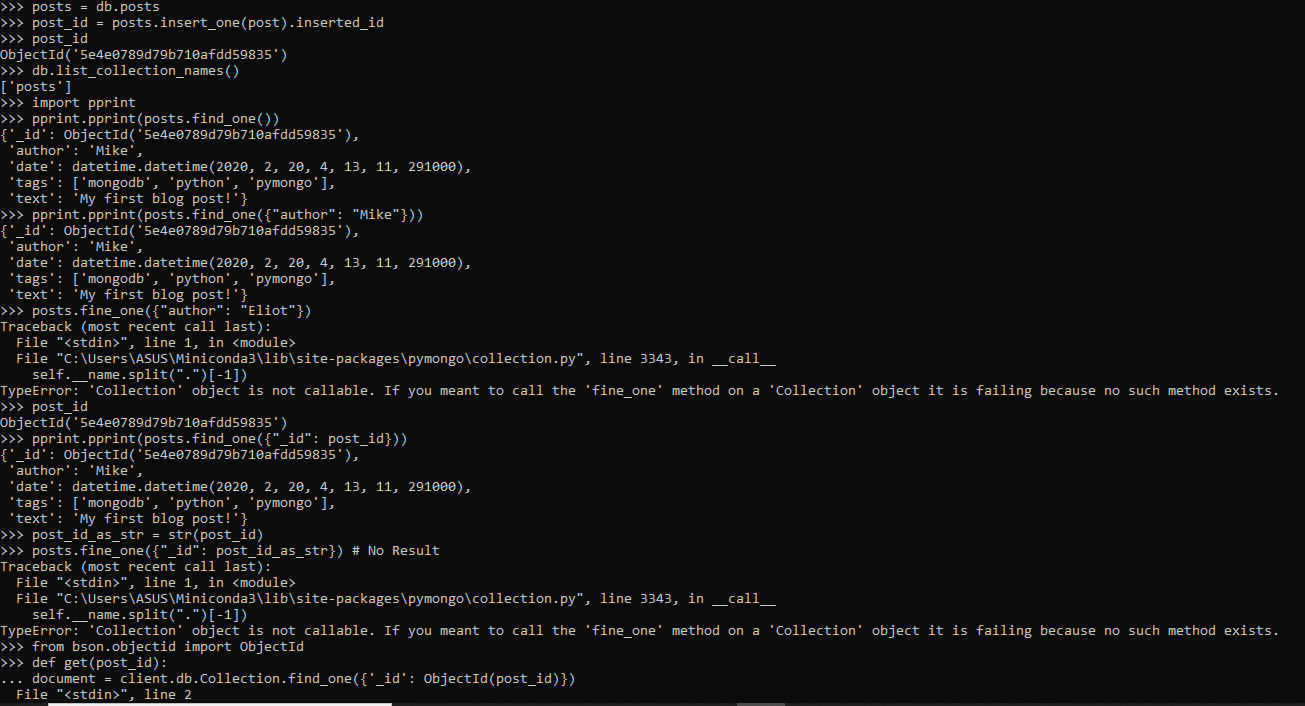 >>> posts = db.posts
>>> post_id = posts.insert_one(post).inserted_id
>>> post_id
ObjectId('5e4e0789d79b710afdd59835')
>>> db.list_collection_names()
['posts']
>>> import pprint
>>> pprint.pprint(posts.find_one())
{'_id': ObjectId('5e4e0789d79b710afdd59835'),
 'author': 'Mike',
 'date': datetime.datetime(2020, 2, 20, 4, 13, 11, 291000),
 'tags': ['mongodb', 'python', 'pymongo'],
 'text': 'My first blog post!'}
>>> pprint.pprint(posts.find_one({"author": "Mike"}))
{'_id': ObjectId('5e4e0789d79b710afdd59835'),
 'author': 'Mike',
 'date': datetime.datetime(2020, 2, 20, 4, 13, 11, 291000),
 'tags': ['mongodb', 'python', 'pymongo'],
 'text': 'My first blog post!'}
>>> posts.fine_one({"author": "Eliot"})
Traceback (most recent call last):
  File "<stdin>", line 1, in <module>
  File "C:\Users\ASUS\Miniconda3\lib\site-packages\pymongo\collection.py", line 3343, in __call__
    self.__name.split(".")[-1])
TypeError: 'Collection' object is not callable. If you meant to call the 'fine_one' method on a 'Collection' object it is failing because no such method exists.
>>> post_id
ObjectId('5e4e0789d79b710afdd59835')
>>> pprint.pprint(posts.find_one({"_id": post_id}))
{'_id': ObjectId('5e4e0789d79b710afdd59835'),
 'author': 'Mike',
 'date': datetime.datetime(2020, 2, 20, 4, 13, 11, 291000),
 'tags': ['mongodb', 'python', 'pymongo'],
 'text': 'My first blog post!'}
>>> post_id_as_str = str(post_id)
>>> posts.fine_one({"_id": post_id_as_str}) # No Result
Traceback (most recent call last):
  File "<stdin>", line 1, in <module>
  File "C:\Users\ASUS\Miniconda3\lib\site-packages\pymongo\collection.py", line 3343, in __call__
    self.__name.split(".")[-1])
TypeError: 'Collection' object is not callable. If you meant to call the 'fine_one' method on a 'Collection' object it is failing because no such method exists.
>>> from bson.objectid import ObjectId
>>> def get(post_id):
... document = client.db.Collection.find_one({'_id': ObjectId(post_id)})
  File "<stdin>", line 2